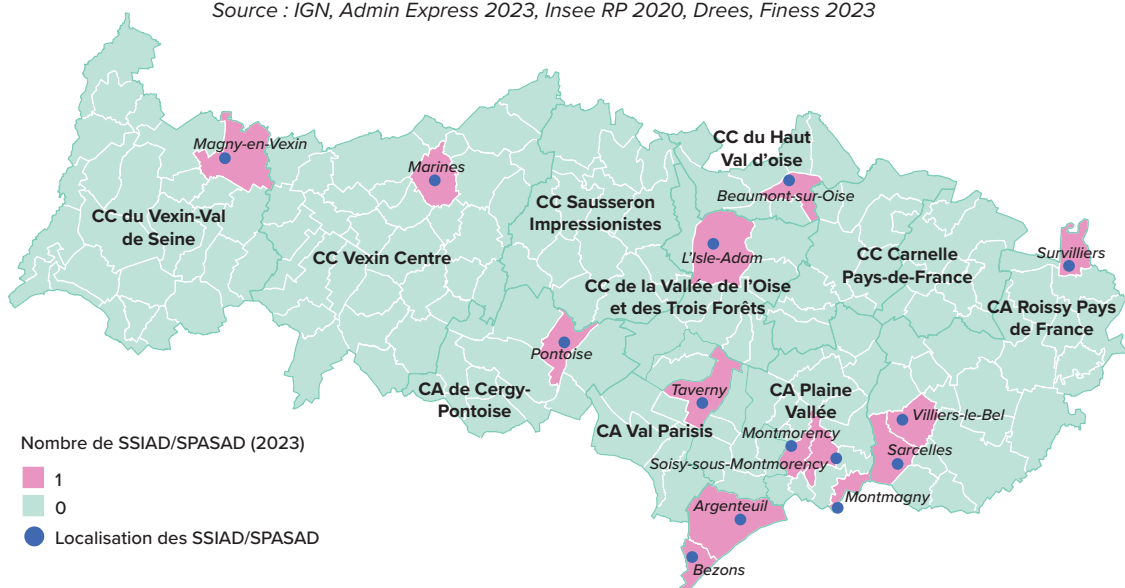 Source : IGN, Admin Express 2023, Insee RP 2020, Drees, Finess 2023
CC du Haut
Val d'oise
Magny-en-Vexin
Marines
Beaumont-sur-Oise
CC du Vexin-Val
de Seine
CC Sausseron
Impressionistes
CC Vexin Centre
L'Isle-Adam
CC Carnelle
Pays-de-France
Survilliers
CC de la Vallée de l'Oise
et des Trois Forêts
CA Roissy Pays
de France
Pontoise
CA de Cergy-
Pontoise
Taverny
CA Plaine
Vallée
CA Val Parisis
Montmorency
Villiers-le-Bel
Soisy-sous-Montmorency
Sarcelles
Montmagny
Argenteuil
Bezons
Nombre de SSIAD/SPASAD (2023)
1
0
Localisation des SSIAD/SPASAD